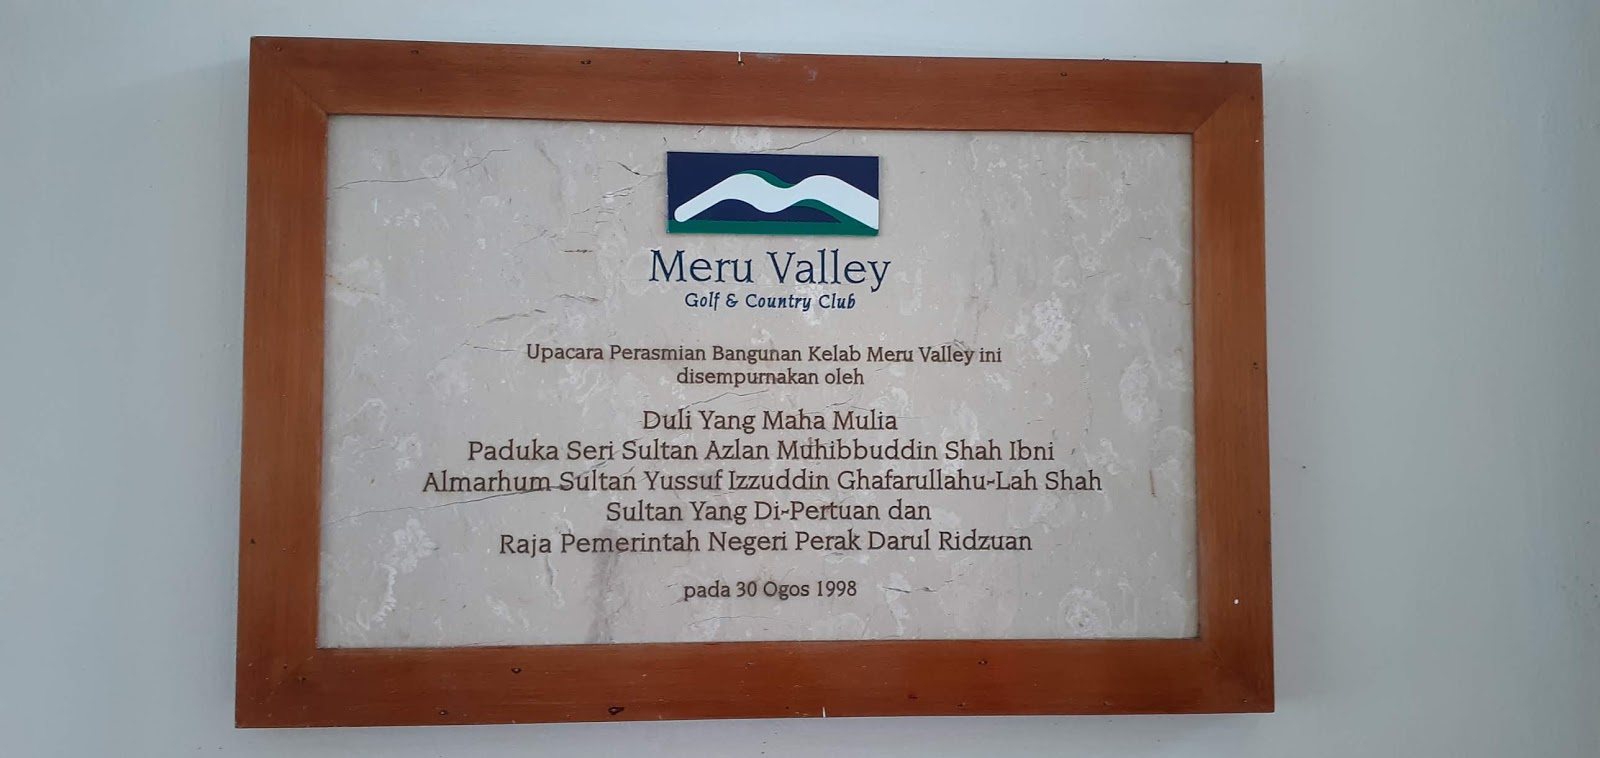 Meru Valley
Golf & Country Club
Upacara Perasmian Bangunan Kelab Meru Valley ini
disempurnakan oleh
Duli Yang Maha Mulia
Paduka Seri Sultan Azlan Muhibbuddin Shah Ibni
Almarhum Sultan Yussuf Izzuddin Ghafarullahu-Lah Shah
Sultan Yang Di-Pertuan dan
Raja Pemerintah Negeri Perak Darul Ridzuan
pada 30 Ogos 1998